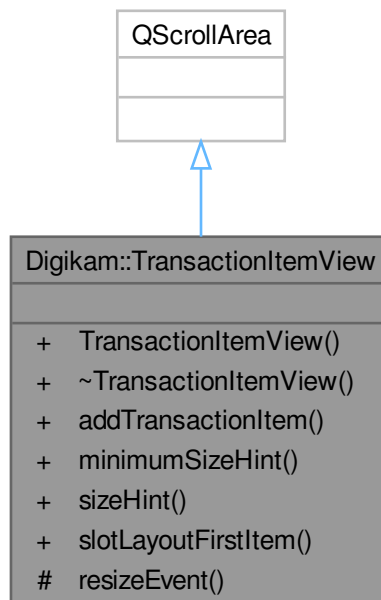 QScrollArea
Digikam::TransactionItemView
+ TransactionItemView()
+ ~TransactionItemView()
+ addTransactionItem()
+ minimumSizeHint()
+ sizeHint()
+ slotLayoutFirstItem()
# resizeEvent()